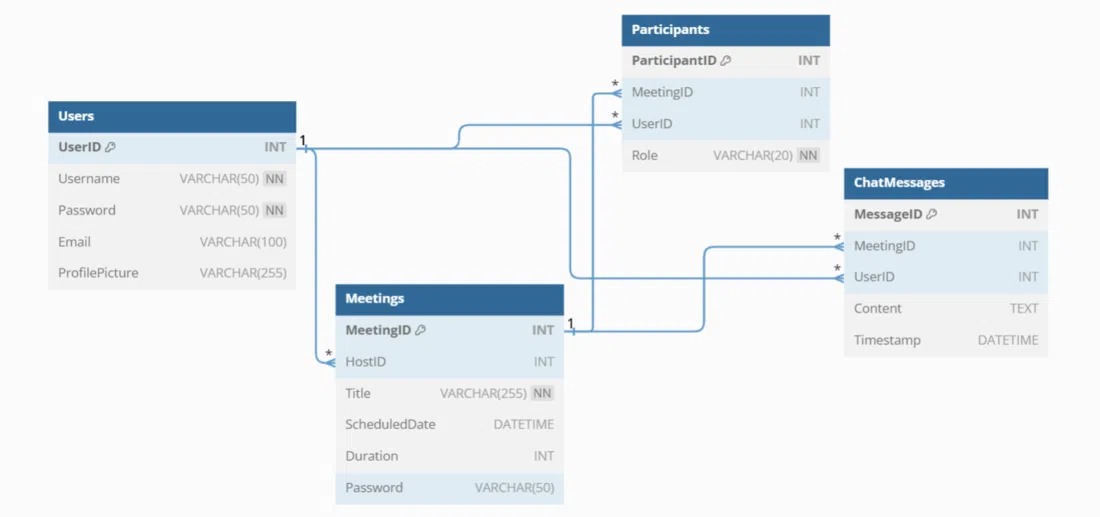 Users
UserID INT
Username VARCHAR(50) NN
Password VARCHAR(50) NN
Email VARCHAR(100)
ProfilePicture VARCHAR(255)
1
Participants
ParticipantID INT
* MeetingID INT
* UserID INT
Role VARCHAR(20) NN
Meetings
MeetingID INT
1
* HostID INT
Title VARCHAR(255) NN
ScheduledDate DATETIME
Duration INT
Password VARCHAR(50)
ChatMessages
MessageID INT
* MeetingID INT
* UserID INT
Content TEXT
Timestamp DATETIME